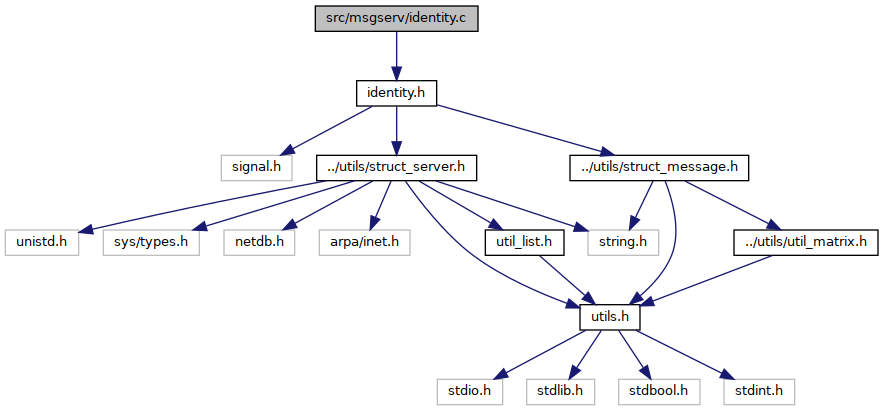 src/msgserv/identity.c
identity.h
signal.h
../utils/struct_server.h
../utils/struct_message.h
unistd.h
sys/types.h
netdb.h
arpa/inet.h
util_list.h
string.h
../utils/util_matrix.h
utils.h
stdio.h
stdlib.h
stdbool.h
stdint.h